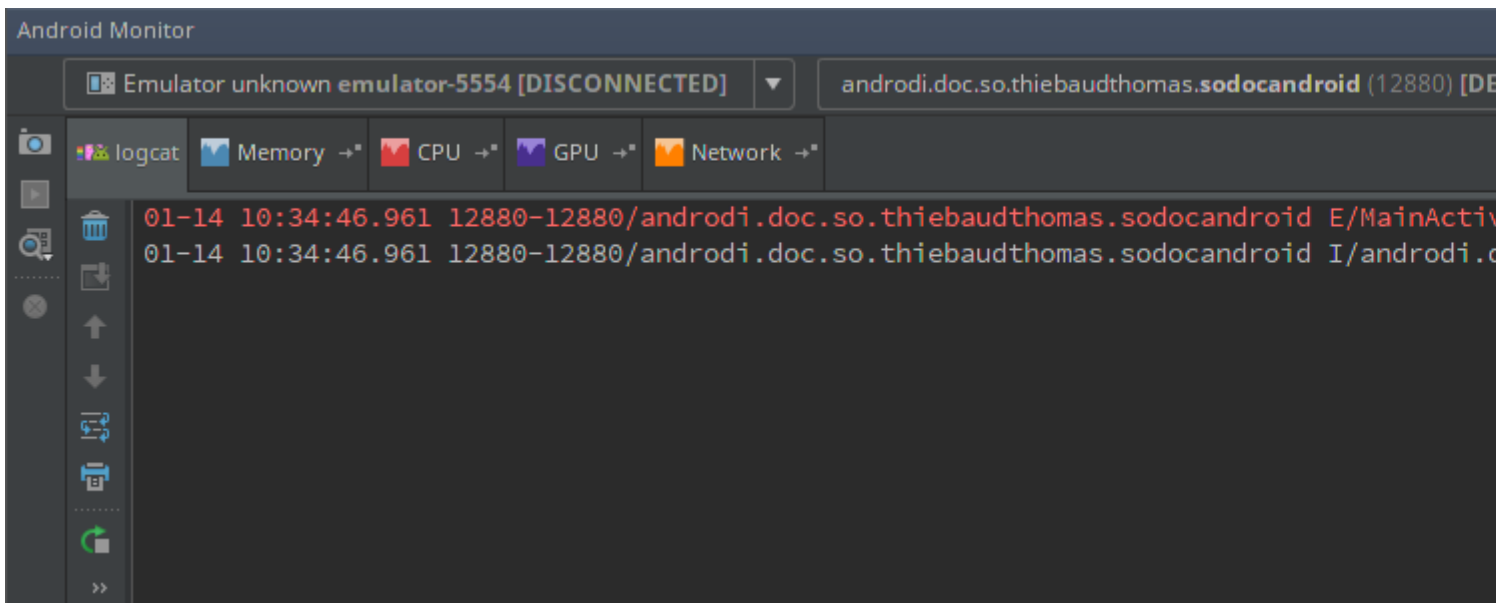 Android Monitor
Emulator unknown emulator-5554 [DISCONNECTED] androdi.doc.so.thiebaudthomas.sodocandroid (12880) [DE
logcat Memory CPU GPU Network
01-14 10:34:46.961 12880-12880/androdi.doc.so.thiebaudthomas.sodocandroid E/MainActiv
01-14 10:34:46.961 12880-12880/androdi.doc.so.thiebaudthomas.sodocandroid I/androdi.d